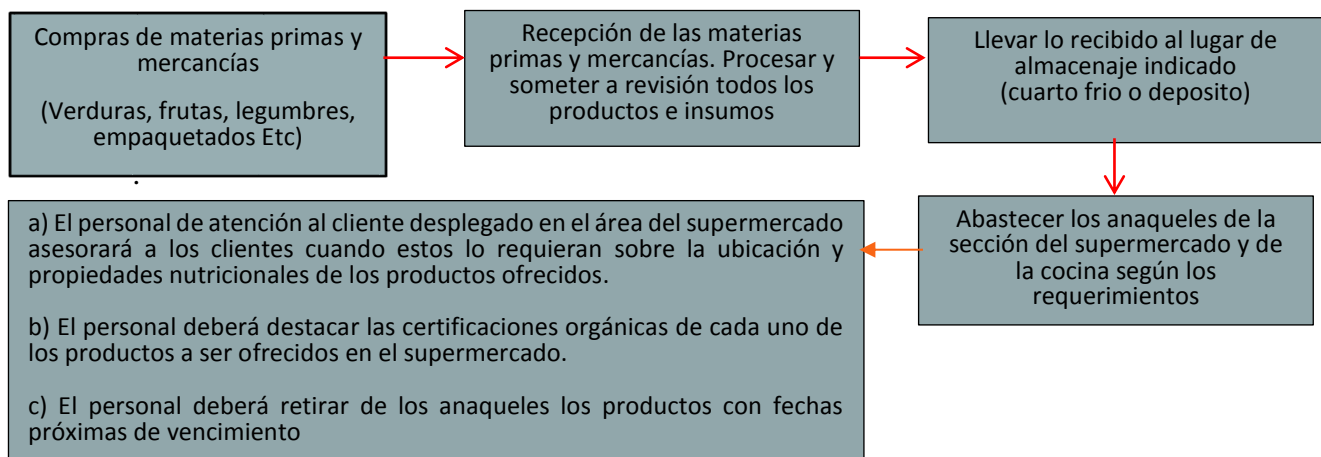 Compras de materias primas y
mercancías
(Verduras, frutas, legumbres,
empaquetados Etc)
Recepción de las materias
primas y mercancías. Procesar y
someter a revisión todos los
productos e insumos
Llevar lo recibido al lugar de
almacenaje indicado
(cuarto frio o deposito)
Abastecer los anaqueles de la
sección del supermercado y de
la cocina según los
requerimientos
a) El personal de atención al cliente desplegado en el área del supermercado
asesorará a los clientes cuando estos lo requieran sobre la ubicación y
propiedades nutricionales de los productos ofrecidos.
b) El personal deberá destacar las certificaciones orgánicas de cada uno de
los productos a ser ofrecidos en el supermercado.
c) El personal deberá retirar de los anaqueles los productos con fechas
próximas de vencimiento